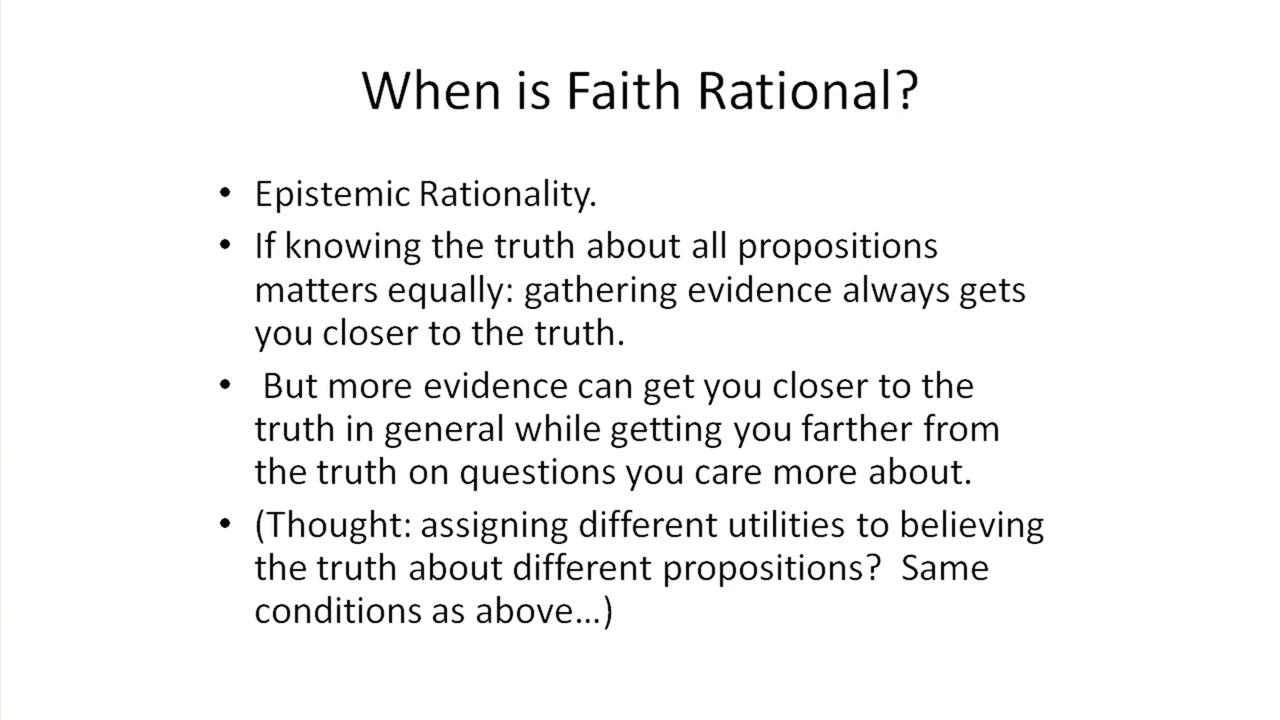 When is Faith Rational?
• Epistemic Rationality.
• If knowing the truth about all propositions
matters equally: gathering evidence always gets
you closer to the truth.
• But more evidence can get you closer to the
truth in general while getting you farther from
the truth on questions you care more about.
• (Thought: assigning different utilities to believing
the truth about different propositions?  Same
conditions as above...)